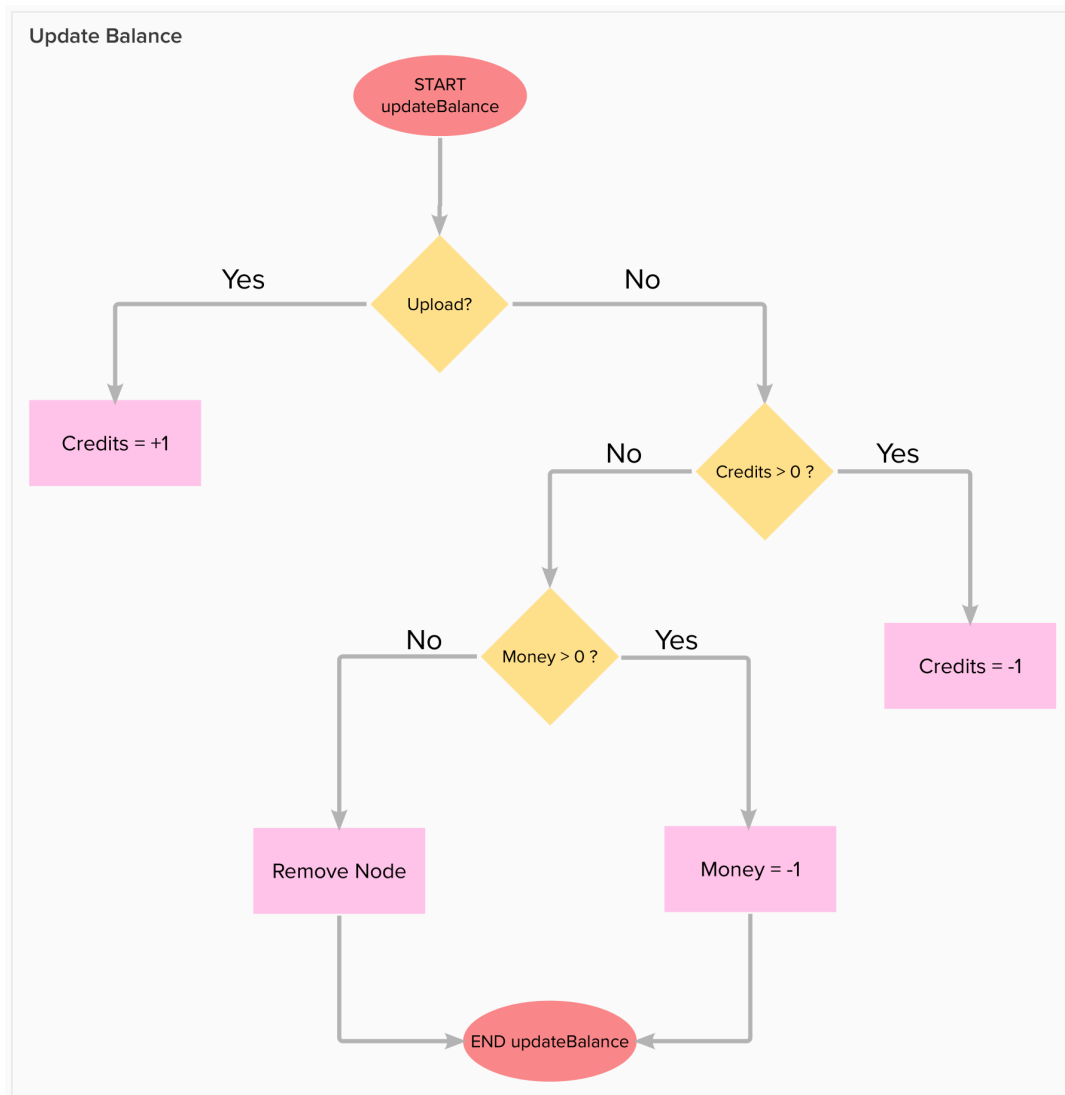 Update Balance
START
updateBalance
Yes
No
Upload?
Credits = +1
No
Yes
Credits > 0 ?
No
Yes
Money > 0 ?
Credits = -1
Remove Node
Money = -1
END updateBalance